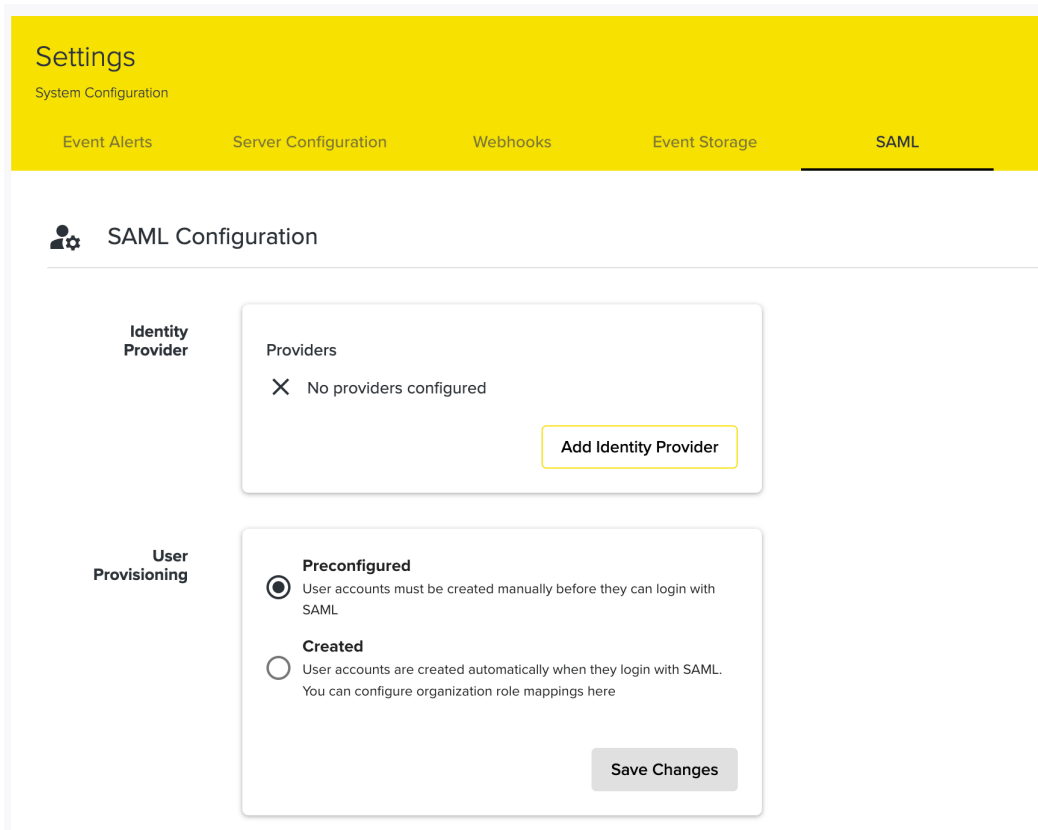 Settings
System Configuration
Event Alerts
Server Configuration
Webhooks
Event Storage
SAML
SAML Configuration
Identity
Provider
Providers
No providers configured
Add Identity Provider
User
Provisioning
Preconfigured
User accounts must be created manually before they can login with
SAML
Created
User accounts are created automatically when they login with SAML.
You can configure organization role mappings here
Save Changes